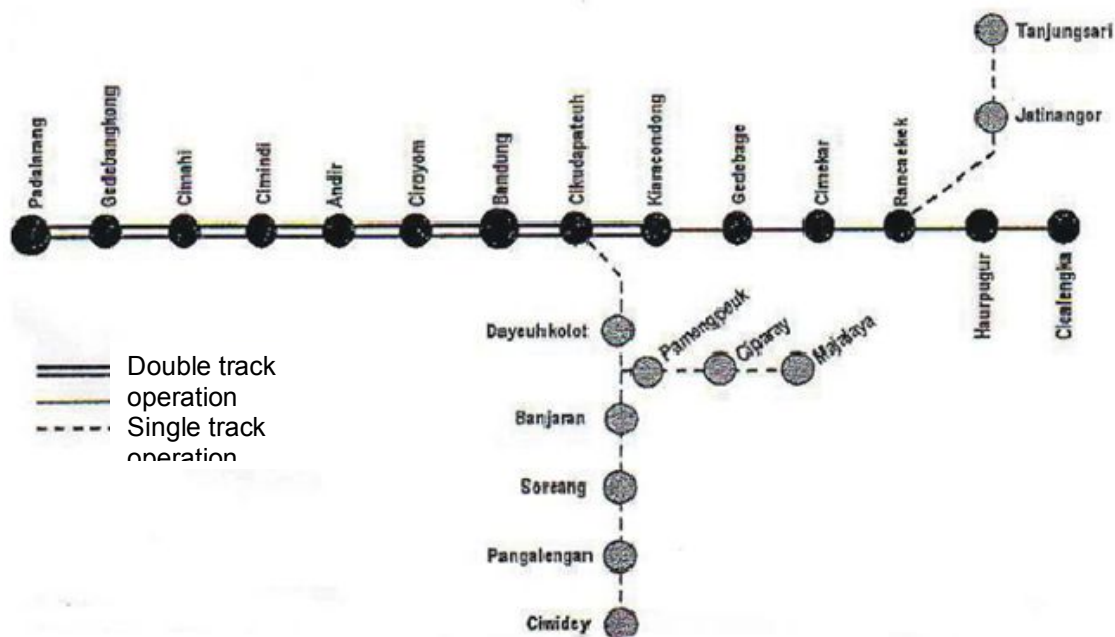 Tanjungsari
Jatinangor
Padalarang
Gedebangkong
Cimahi
Cimindi
Andir
Ciroyom
Bandung
Cikudapateuh
Kiaracondong
Gedebage
Cimekar
Rancaekek
Haurpugur
Cicalengka
Dayeuhkolot
Pamengpeuk
Ciparay
Majalaya
Banjaran
Soreang
Pangalengan
Ciwidey
Double track
operation
Single track
operation